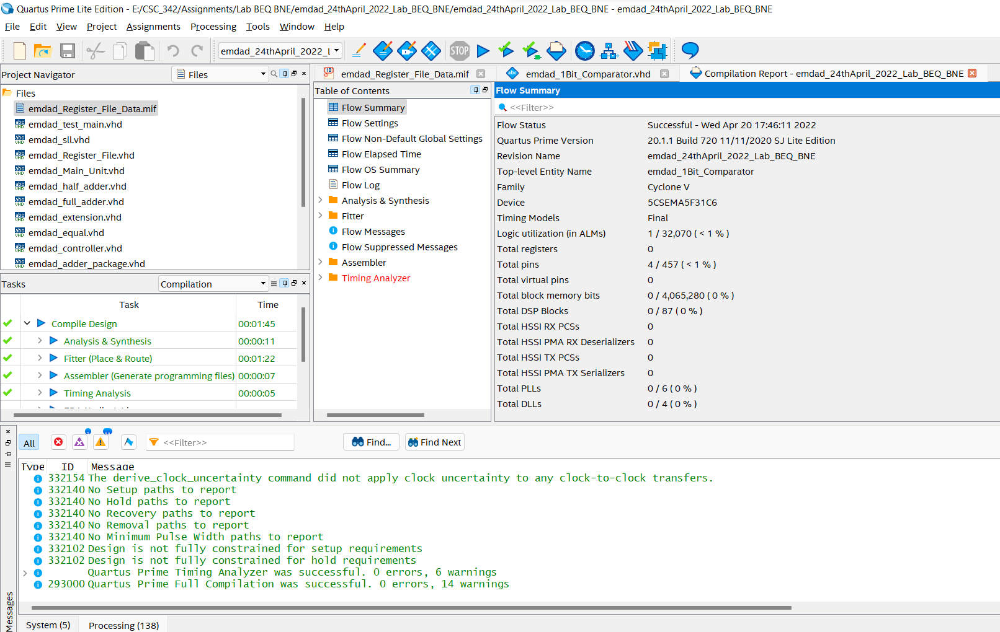 Quartus Prime Lite Edition - E:/CSC_342/Assignments/Lab BEQ BNE/emdad_24thApril_2022_Lab_BEQ_BNE/emdad_24thApril_2022_Lab_BEQ_BNE - emdad_24thApril_2022_Lab_BEQ_BNE
File Edit View Project Assignments Processing Tools Window Help
emdad_24thApril_2022_L
STOP
Project Navigator
Files
Files
emdad_Register_File_Data.mif
emdad_test_main.vhd
emdad_sll.vhd
emdad_Register_File.vhd
emdad_Main_Unit.vhd
emdad_half_adder.vhd
emdad_full_adder.vhd
emdad_extension.vhd
emdad_equal.vhd
emdad_controller.vhd
emdad_adder_package.vhd
Tasks
Compilation
Task Time
Compile Design 00:01:45
Analysis & Synthesis 00:00:11
Fitter (Place & Route) 00:01:22
Assembler (Generate programming files) 00:00:07
Timing Analysis 00:00:05
emdad_Register_File_Data.mif
emdad_1Bit_Comparator.vhd
Compilation Report - emdad_24thApril_2022_Lab_BEQ_BNE
Table of Contents
Flow Summary
Flow Settings
Flow Non-Default Global Settings
Flow Elapsed Time
Flow OS Summary
Flow Log
Analysis & Synthesis
Fitter
Flow Messages
Flow Suppressed Messages
Assembler
Timing Analyzer
Flow Summary
<<Filter>>
Flow Status Successful - Wed Apr 20 17:46:11 2022
Quartus Prime Version 20.1.1 Build 720 11/11/2020 SJ Lite Edition
Revision Name emdad_24thApril_2022_Lab_BEQ_BNE
Top-level Entity Name emdad_1Bit_Comparator
Family Cyclone V
Device 5CSEMA5F31C6
Timing Models Final
Logic utilization (in ALMs) 1 / 32,070 ( < 1 % )
Total registers 0
Total pins 4 / 457 ( < 1 % )
Total virtual pins 0
Total block memory bits 0 / 4,065,280 ( 0 % )
Total DSP Blocks 0 / 87 ( 0 % )
Total HSSI RX PCSs 0
Total HSSI PMA RX Deserializers 0
Total HSSI TX PCSs 0
Total HSSI PMA TX Serializers 0
Total PLLs 0 / 6 ( 0 % )
Total DLLs 0 / 4 ( 0 % )
All
<<Filter>>
Find...
Find Next
Type ID Message
332154 The derive_clock_uncertainty command did not apply clock uncertainty to any clock-to-clock transfers.
332140 No Setup paths to report
332140 No Hold paths to report
332140 No Recovery paths to report
332140 No Removal paths to report
332140 No Minimum Pulse Width paths to report
332102 Design is not fully constrained for setup requirements
332102 Design is not fully constrained for hold requirements
Quartus Prime Timing Analyzer was successful. 0 errors, 6 warnings
293000 Quartus Prime Full Compilation was successful. 0 errors, 14 warnings
Messages
System (5)
Processing (138)